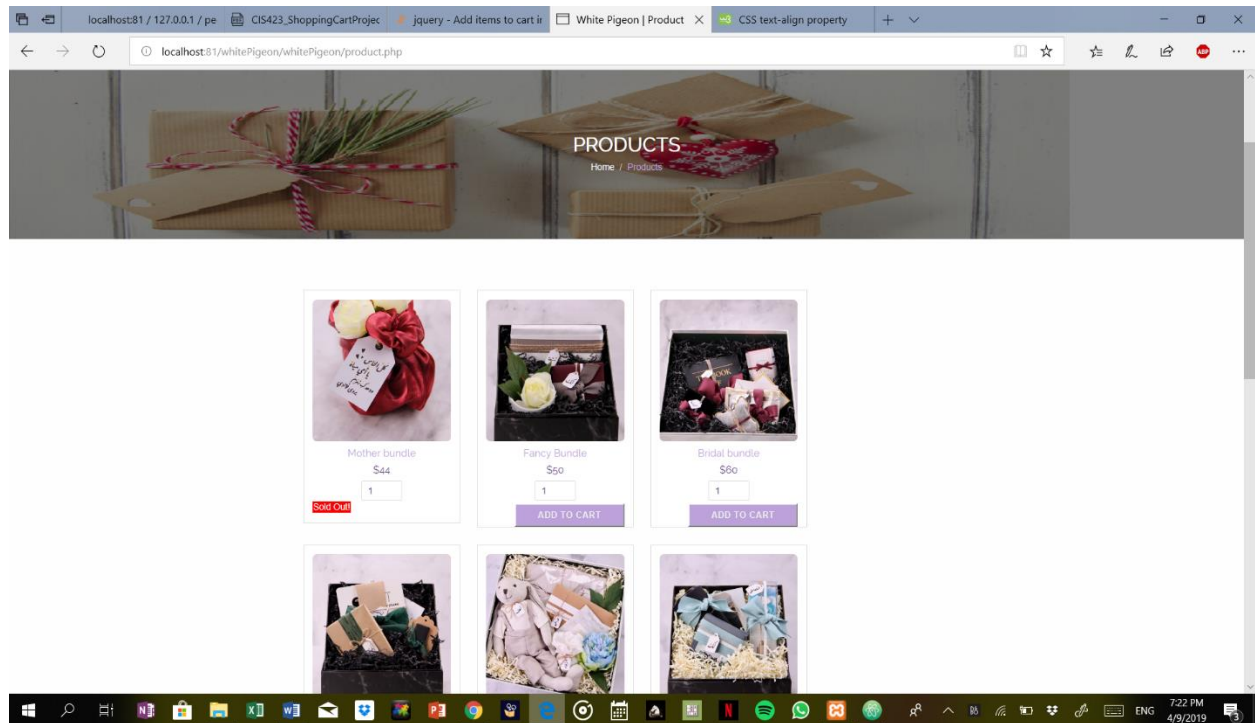 localhost:81 / 127.0.0.1 / pe
CIS423_ShoppingCartProjec
jquery - Add items to cart ir
White Pigeon | Product
CSS text-align property
localhost:81/whitePigeon/whitePigeon/product.php
ABP
PRODUCTS
Home / Products
Mother bundle
$44
1
Sold Out!
Fancy Bundle
$50
1
ADD TO CART
Bridal bundle
$60
1
ADD TO CART
ENG
7:22 PM
4/9/2019